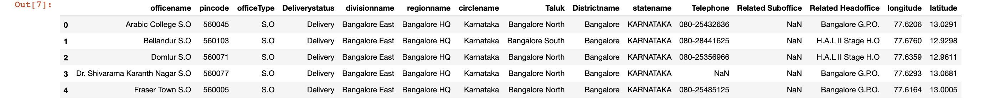 Out[7]:
officename pincode officeType Deliverystatus divisionname regionname circlename Taluk Districtname statename Telephone Related Suboffice Related Headoffice longitude latitude
0 Arabic College S.O 560045 S.O Delivery Bangalore East Bangalore HQ Karnataka Bangalore North Bangalore KARNATAKA 080-25432636 NaN Bangalore G.P.O. 77.6206 13.0291
1 Bellandur S.O 560103 S.O Delivery Bangalore East Bangalore HQ Karnataka Bangalore South Bangalore KARNATAKA 080-28441625 NaN H.A.L II Stage H.O 77.6760 12.9298
2 Domlur S.O 560071 S.O Delivery Bangalore East Bangalore HQ Karnataka Bangalore North Bangalore KARNATAKA 080-25356966 NaN H.A.L II Stage H.O 77.6359 12.9611
3 Dr. Shivarama Karanth Nagar S.O 560077 S.O Delivery Bangalore East Bangalore HQ Karnataka Bangalore North Bangalore KARNATAKA NaN NaN Bangalore G.P.O. 77.6293 13.0681
4 Fraser Town S.O 560005 S.O Delivery Bangalore East Bangalore HQ Karnataka Bangalore North Bangalore KARNATAKA 080-25485125 NaN Bangalore G.P.O. 77.6164 13.0005